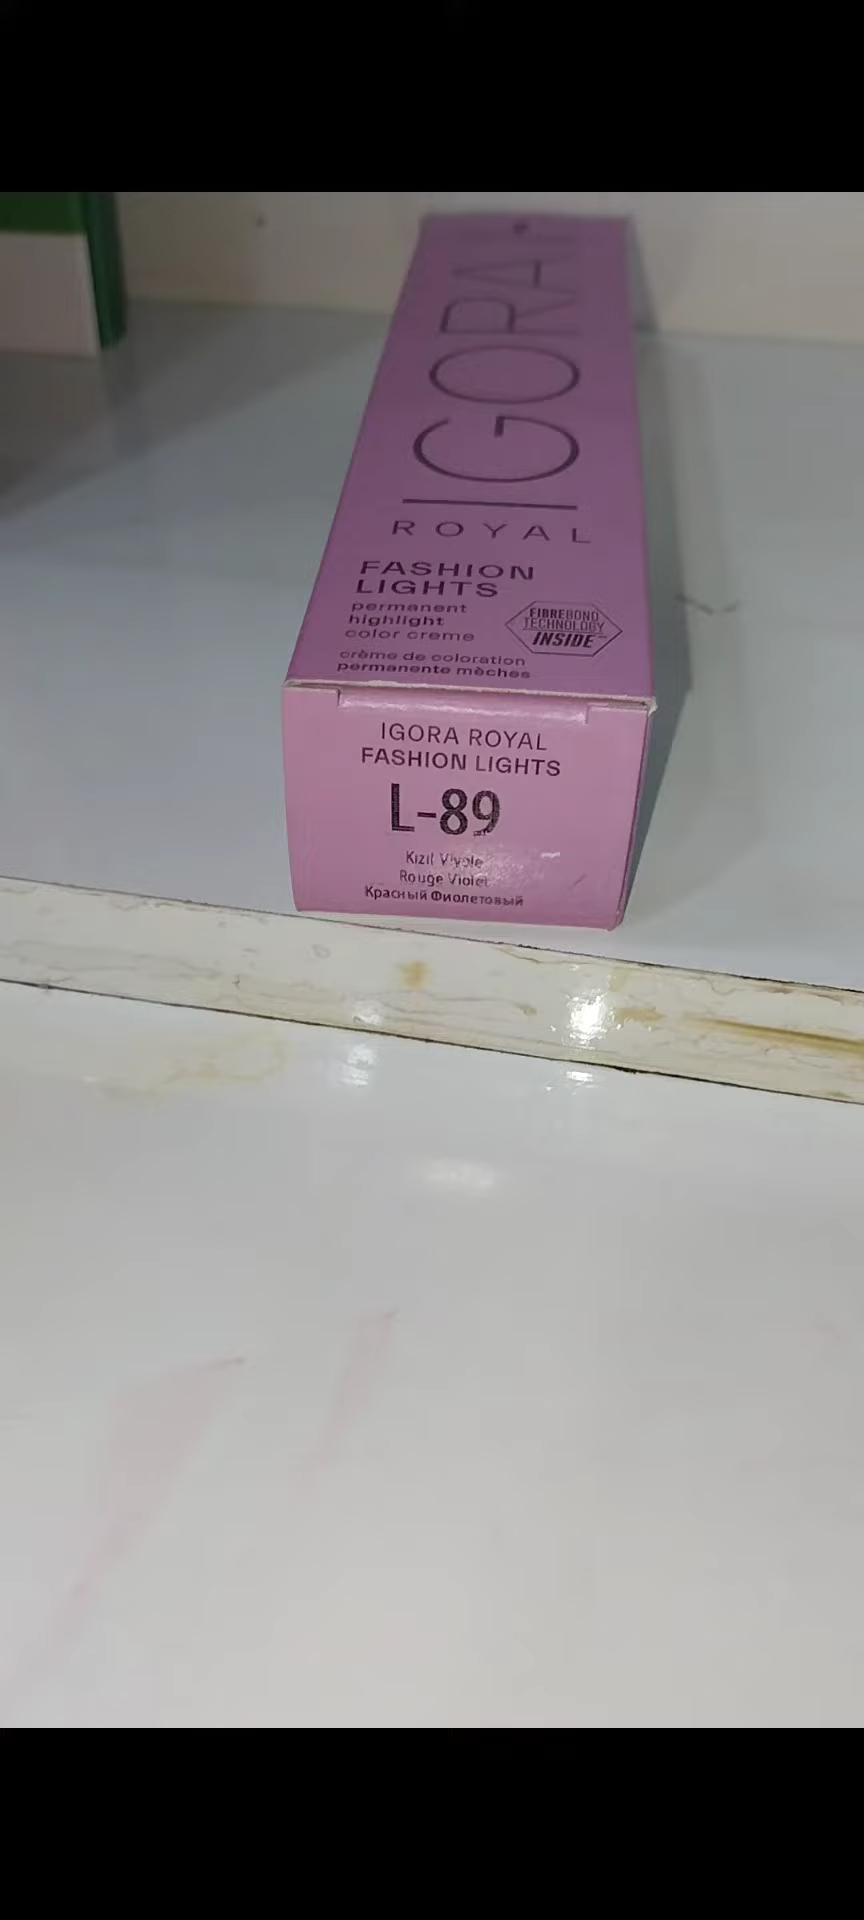 IGORA
ROYAL
FASHION
LIGHTS
permanent
highlight
color creme
crème de coloration
permanente mèches
FIBREBOND
TECHNOLOGY
INSIDE
IGORA ROYAL
FASHION LIGHTS
L-89
Kızıl Viyole
Rouge Violet
Красный Фиолетовый